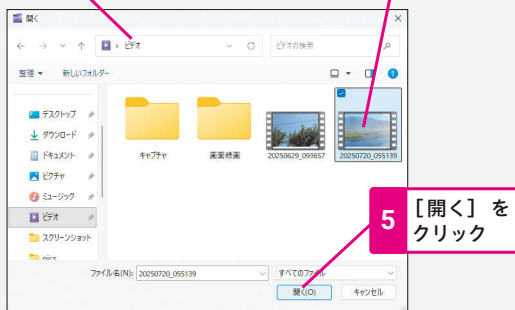 開く
ビデオ
ビデオの検索
整理 新しいフォルダー
デスクトップ
ダウンロード
ドキュメント
ピクチャ
ミュージック
ビデオ
スクリーンショット
pics
キャプチャ
画面録画
20250629_093657
20250720_055139
5 [開く] を
クリック
ファイル名(N): 20250720_055139
すべてのファイル
開く(O)
キャンセル